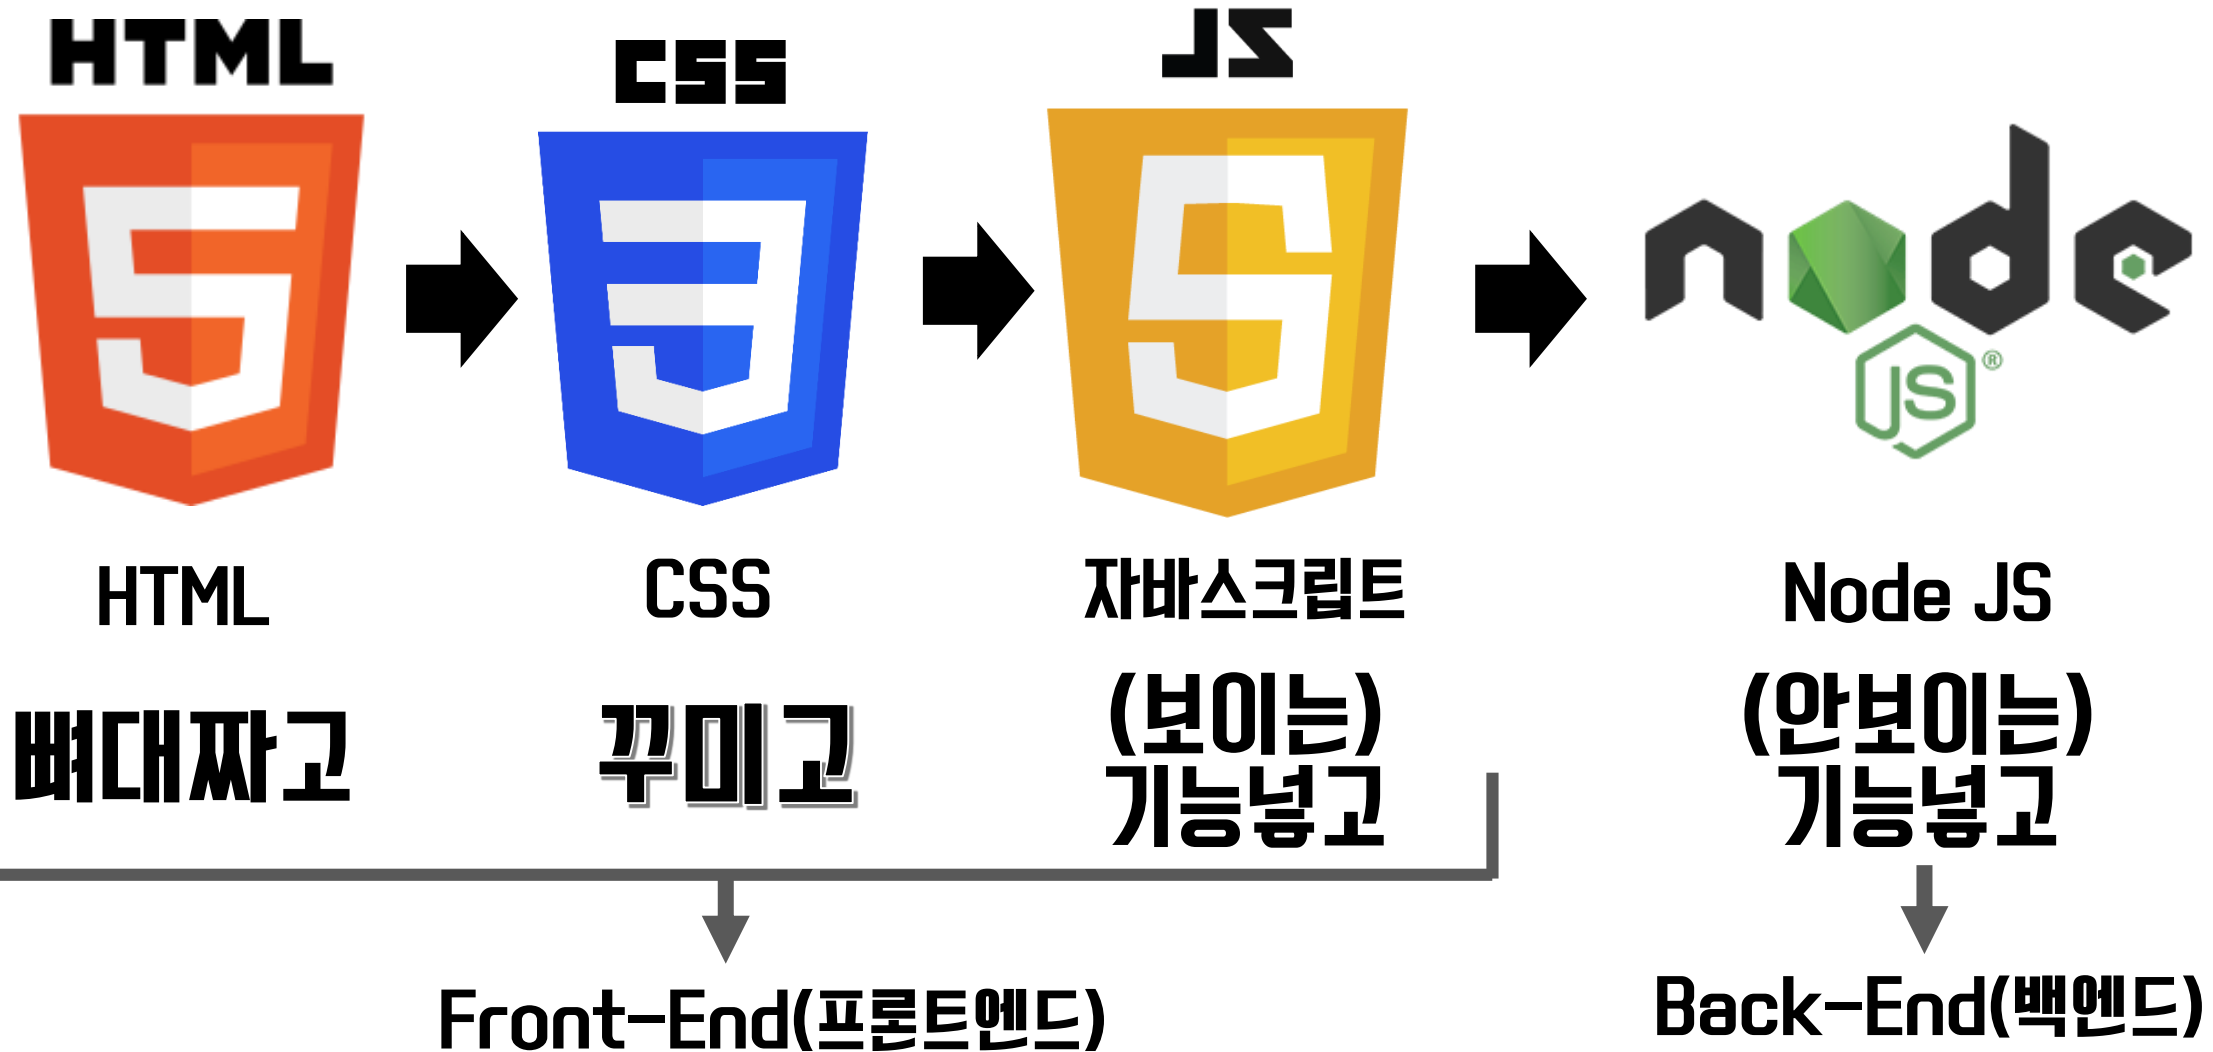 HTML
CSS
JS
node
JS®
HTML
CSS
자바스크립트
Node JS
뼈대짜고
꾸미고
(보이는)
기능넣고
(안보이는)
기능넣고
Front-End(프론트엔드)
Back-End(백엔드)